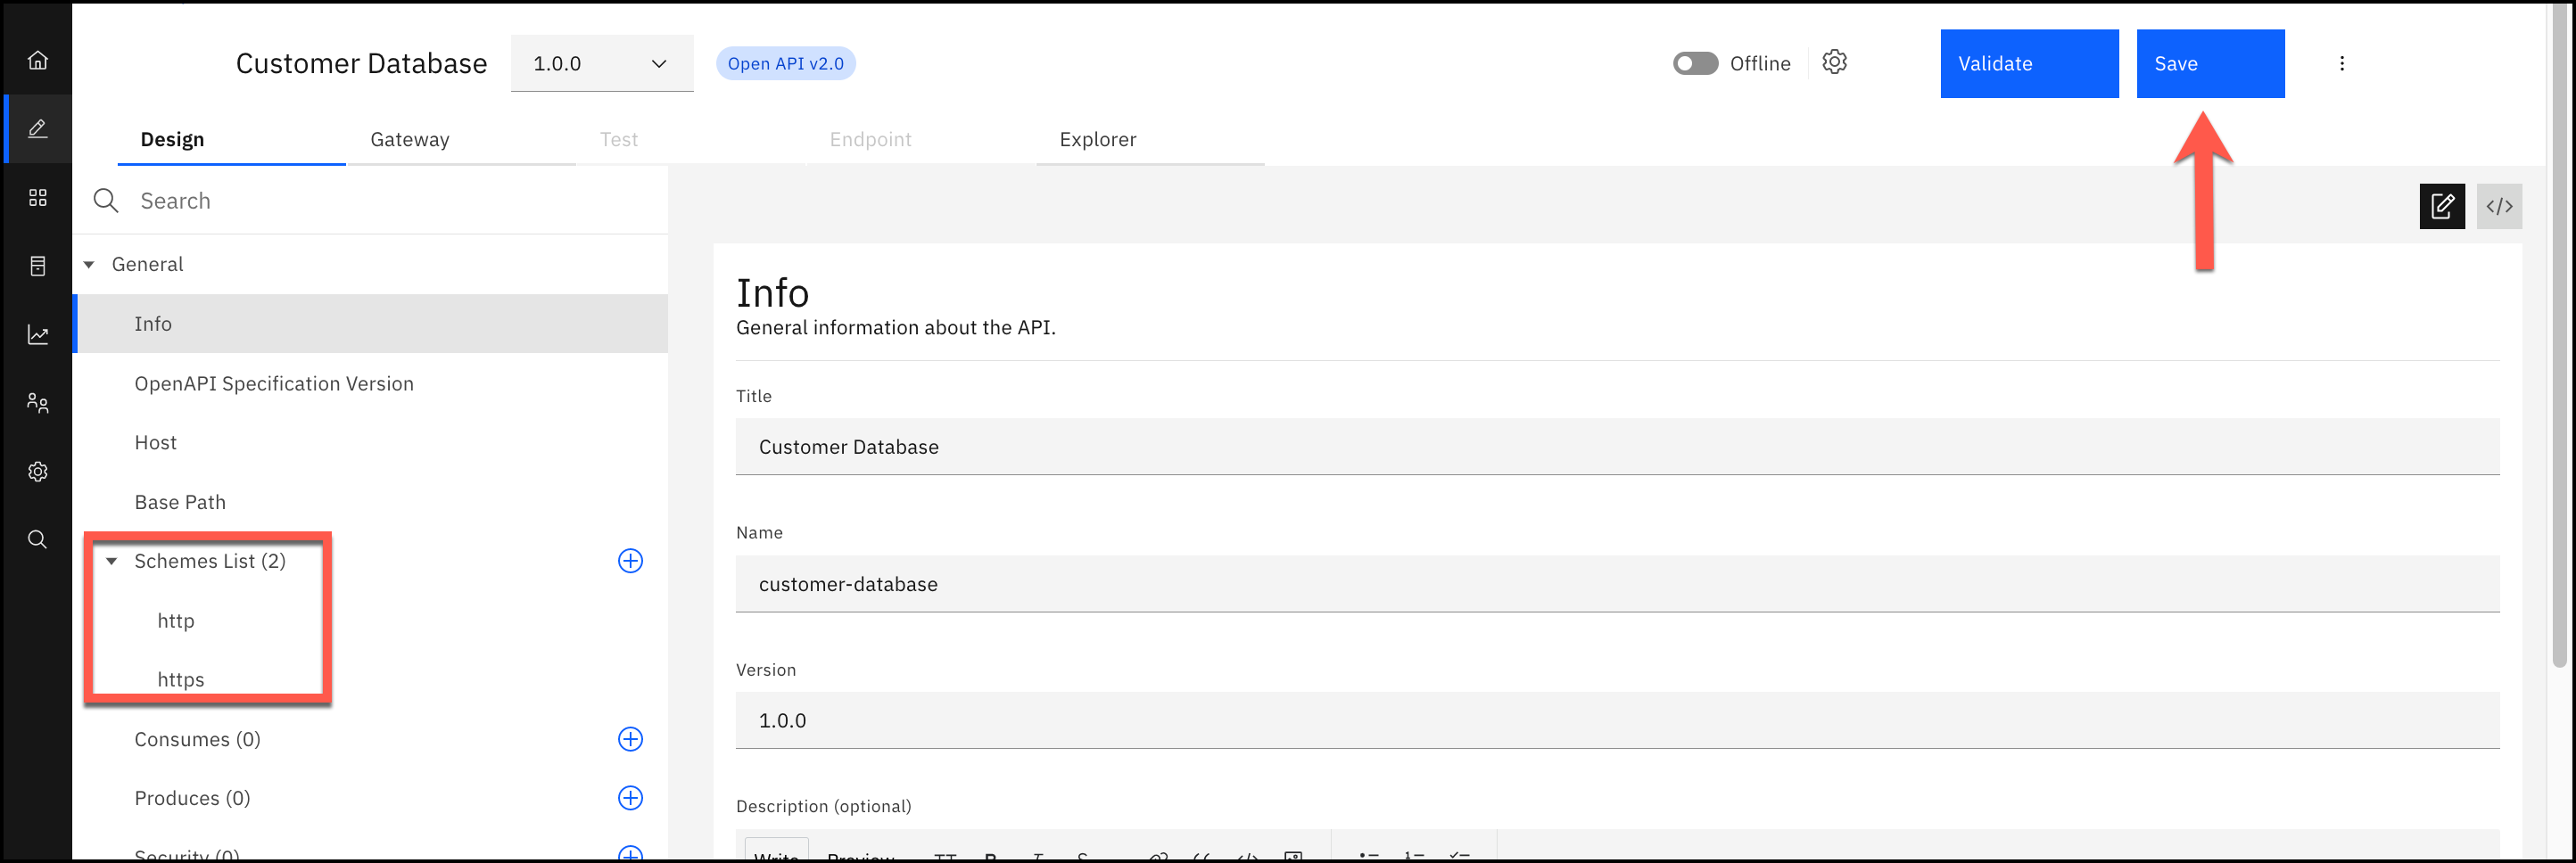 Customer Database
1.0.0
Open API v2.0
Offline
Validate
Save
Design
Gateway
Test
Endpoint
Explorer
Search
General
Info
OpenAPI Specification Version
Host
Base Path
Schemes List (2)
http
https
Consumes (0)
Produces (0)
Security (0)
Info
General information about the API.
Title
Customer Database
Name
customer-database
Version
1.0.0
Description (optional)
Write
Preview